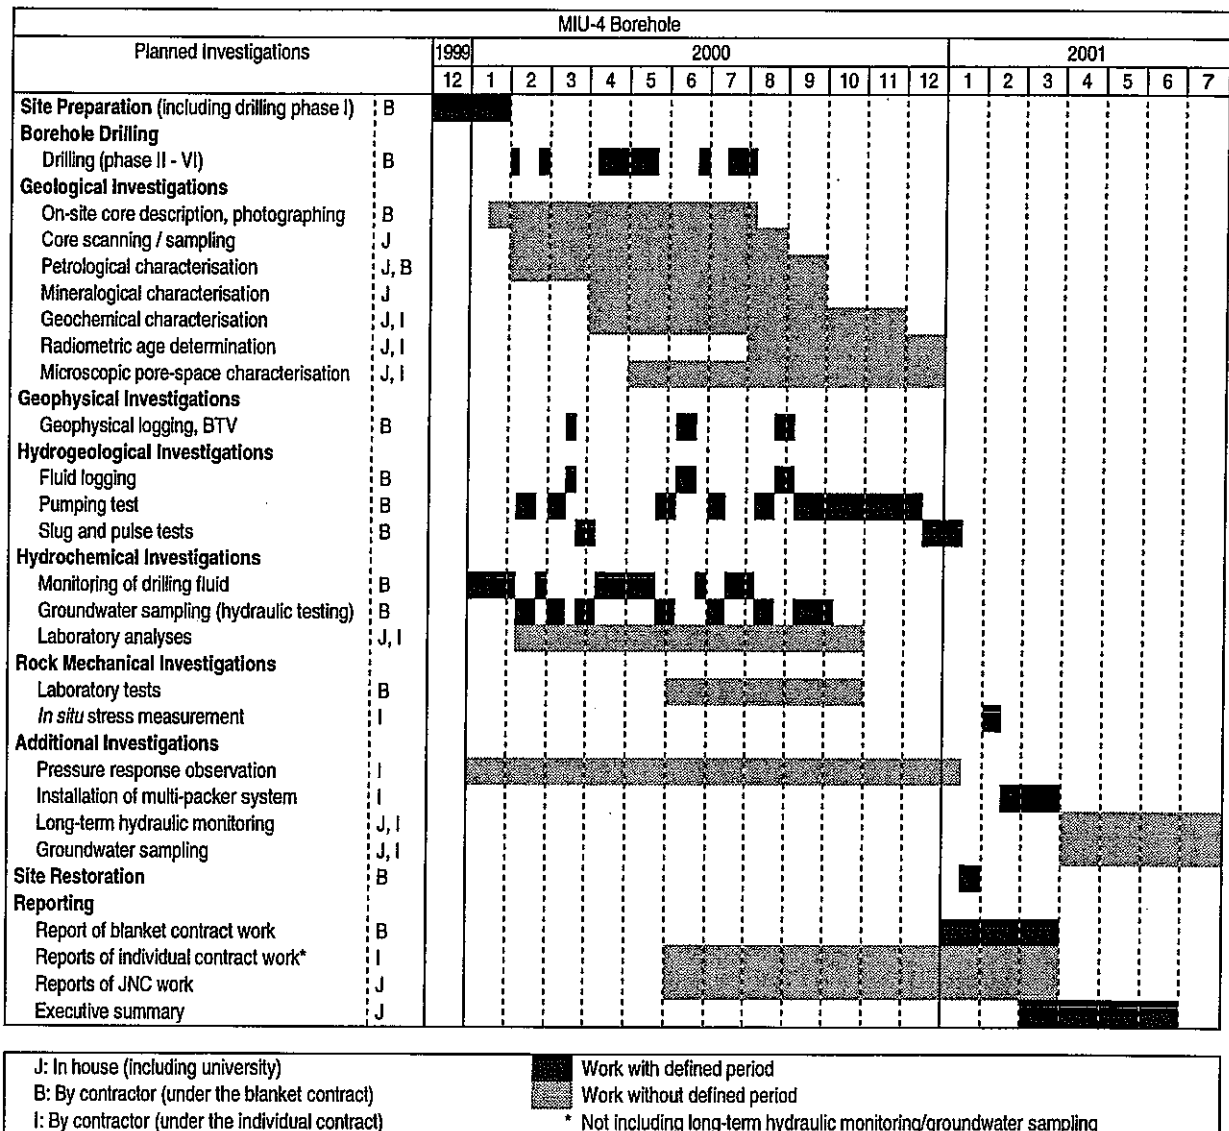 MIU-4 Borehole
Planned Investigations 1999 2000 2001
12 1 2 3 4 5 6 7 8 9 10 11 12 1 2 3 4 5 6 7
Site Preparation (including drilling phase I) B
Borehole Drilling
Drilling (phase II - VI) B
Geological Investigations
On-site core description, photographing B
Core scanning / sampling J
Petrological characterisation J, B
Mineralogical characterisation J
Geochemical characterisation J, I
Radiometric age determination J, I
Microscopic pore-space characterisation J, I
Geophysical Investigations
Geophysical logging, BTV B
Hydrogeological Investigations
Fluid logging B
Pumping test B
Slug and pulse tests B
Hydrochemical Investigations
Monitoring of drilling fluid B
Groundwater sampling (hydraulic testing) B
Laboratory analyses J, I
Rock Mechanical Investigations
Laboratory tests B
In situ stress measurement I
Additional Investigations
Pressure response observation I
Installation of multi-packer system I
Long-term hydraulic monitoring J, I
Groundwater sampling J, I
Site Restoration B
Reporting
Report of blanket contract work B
Reports of individual contract work* I
Reports of JNC work J
Executive summary J
J: In house (including university) Work with defined period
B: By contractor (under the blanket contract) Work without defined period
I: By contractor (under the individual contract) * Not including long-term hydraulic monitoring/groundwater sampling